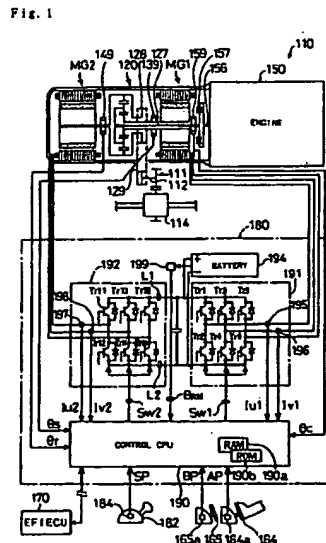 Fig. 1
149 128 127 159 157 110
MG2 120 (139) MG1 156 150
ENGINE
129 111
112
114
180
192 199 BATTERY 194 191
L1
Tr11 Tr13 Tr15 Tr1 Tr3 Tr5 195
198
197
Tr12 Tr2 196
L2
BRM
Iu2 Iv2 SW2 SW1 Iu1 Iv1
θs θc
θr
CONTROL CPU RAM
ROM
SP 190 BP AP 190b 190a
170 184
EFIECU 182 165a 165 164a 164